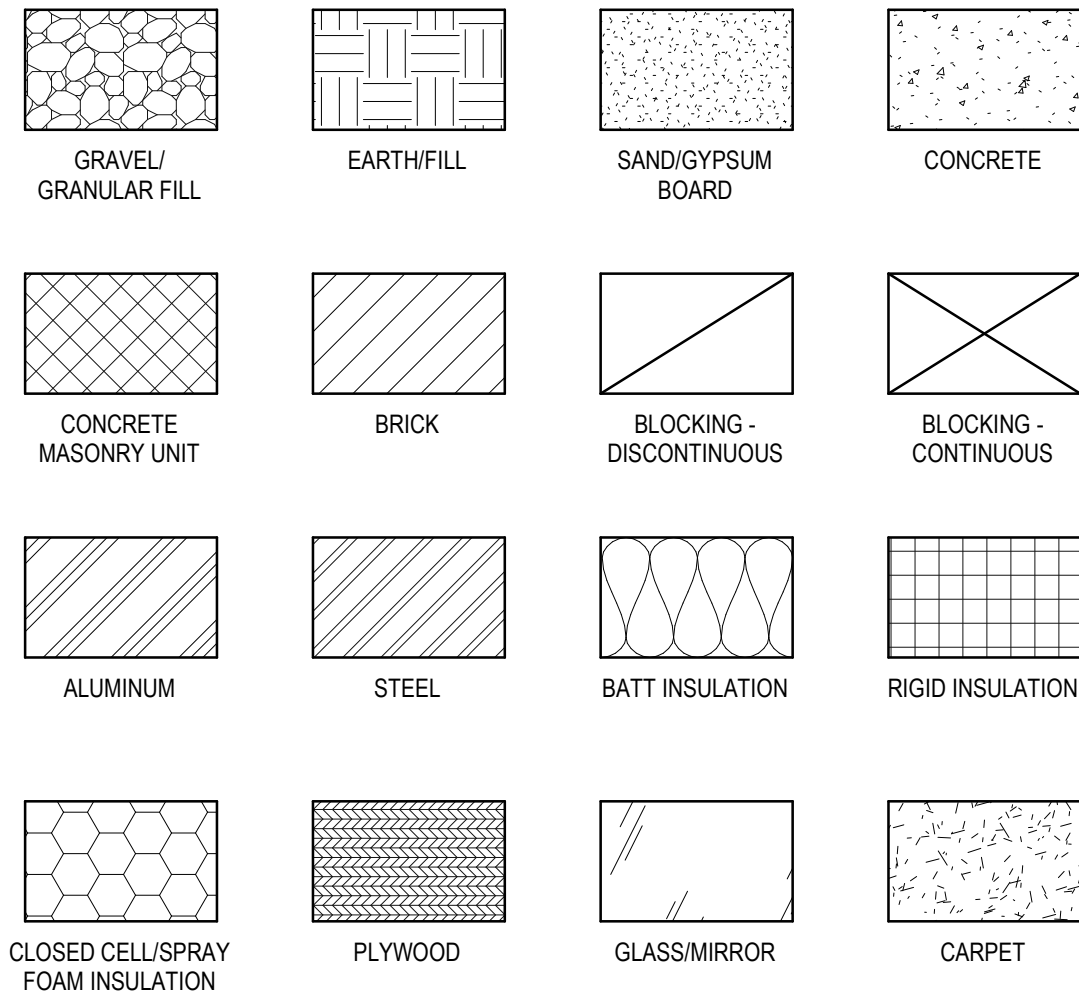 GRAVEL/
GRANULAR FILL
EARTH/FILL
SAND/GYPSUM
BOARD
CONCRETE
CONCRETE
MASONRY UNIT
BRICK
BLOCKING -
DISCONTINUOUS
BLOCKING -
CONTINUOUS
ALUMINUM
STEEL
BATT INSULATION
RIGID INSULATION
CLOSED CELL/SPRAY
FOAM INSULATION
PLYWOOD
GLASS/MIRROR
CARPET